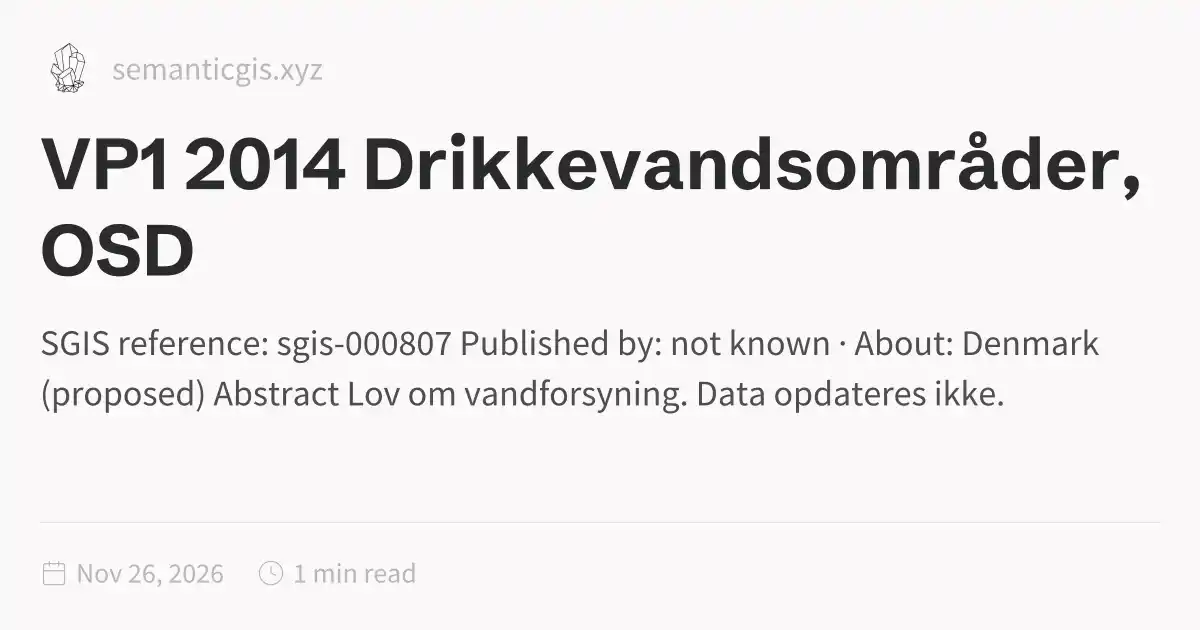 semanticgis.xyz
VP1 2014 Drikkevandsområder,
OSD
SGIS reference: sgis-000807 Published by: not known · About: Denmark
(proposed) Abstract Lov om vandforsyning. Data opdateres ikke.
Nov 26, 2026 1 min read